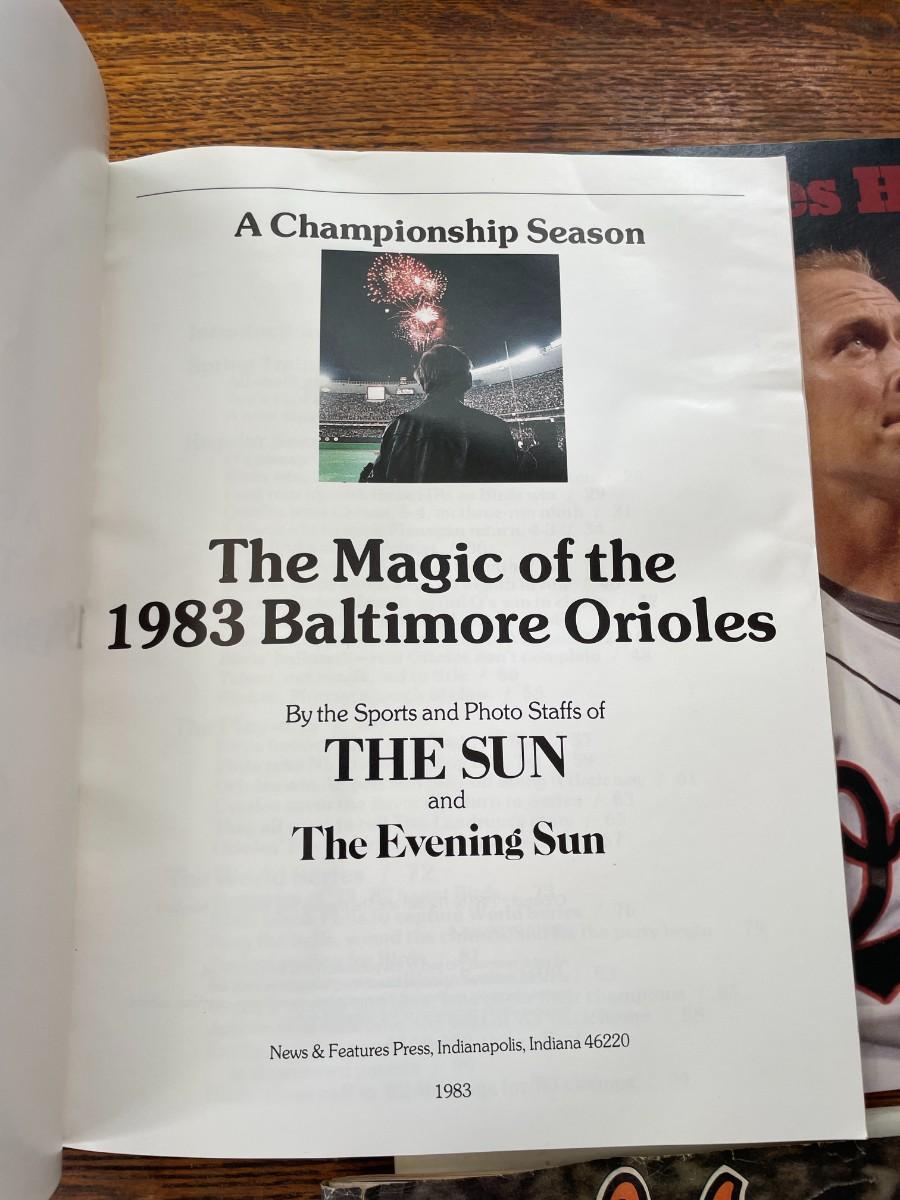 A Championship Season
The Magic of the
1983 Baltimore Orioles
By the Sports and Photo Staffs of
THE SUN
and
The Evening Sun
News & Features Press, Indianapolis, Indiana 46220
1983